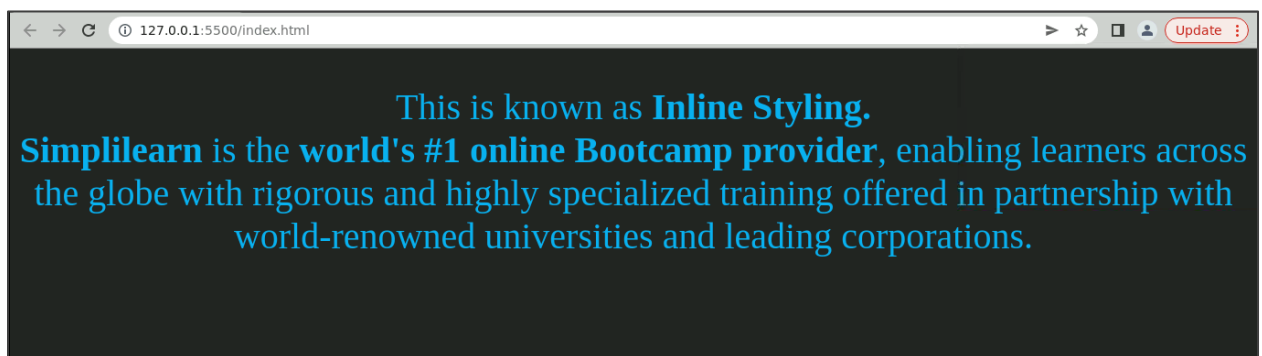 127.0.0.1:5500/index.html
Update
This is known as Inline Styling.
Simplilearn is the world's #1 online Bootcamp provider, enabling learners across
the globe with rigorous and highly specialized training offered in partnership with
world-renowned universities and leading corporations.